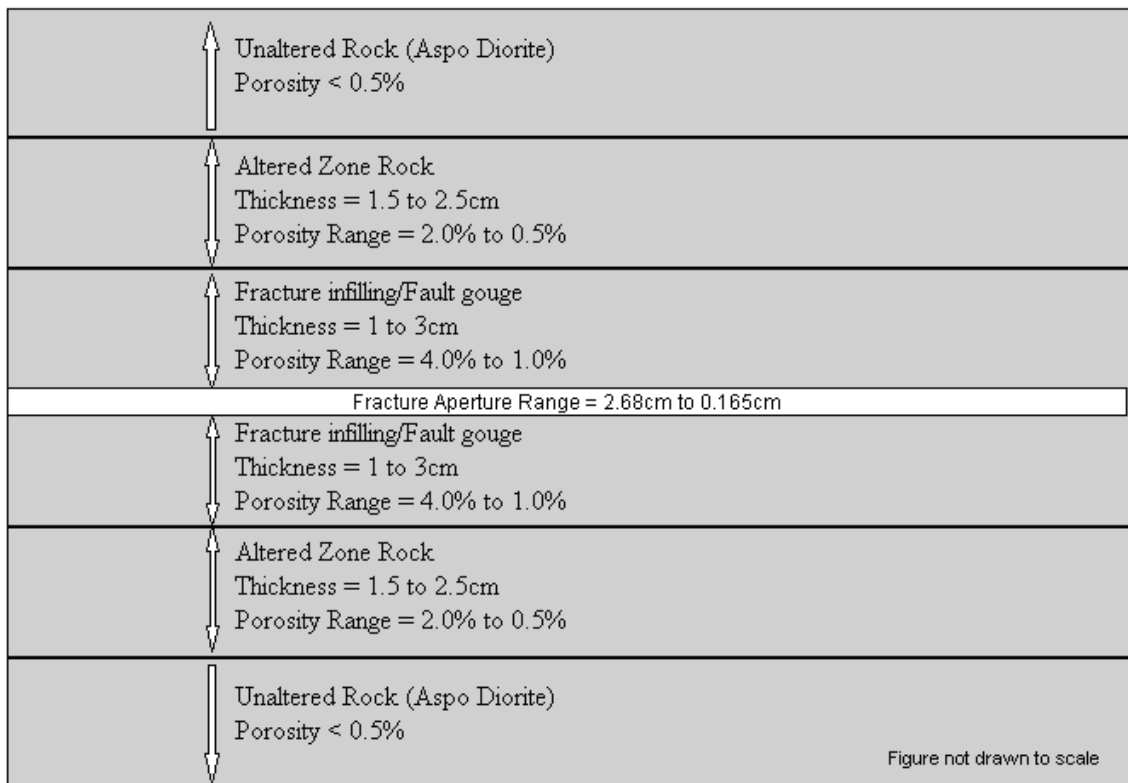 Unaltered Rock (Aspo Diorite)
Porosity < 0.5%
Altered Zone Rock
Thickness = 1.5 to 2.5cm
Porosity Range = 2.0% to 0.5%
Fracture infilling/Fault gouge
Thickness = 1 to 3cm
Porosity Range = 4.0% to 1.0%
Fracture Aperture Range = 2.68cm to 0.165cm
Fracture infilling/Fault gouge
Thickness = 1 to 3cm
Porosity Range = 4.0% to 1.0%
Altered Zone Rock
Thickness = 1.5 to 2.5cm
Porosity Range = 2.0% to 0.5%
Unaltered Rock (Aspo Diorite)
Porosity < 0.5%
Figure not drawn to scale